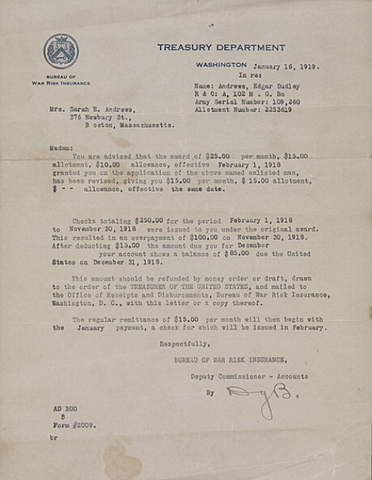 TREASURY DEPARTMENT
WASHINGTON
January 16, 1919.
BUREAU OF
WAR RISK INSURANCE
In re:
Name: Andrews, Edgar Dudley
R & O: A, 102 M. G. Bn
Army Serial Number: 109,260
Allotment Number: 2253619
Mrs. Sarah E. Andrews,
376 Newbury St.,
Boston, Massachusetts.
Madam:
You are advised that the award of $25.00 per month, $15.00
allotment, $10.00 allowance, effective February 1, 1918
granted you on the application of the above named enlisted man,
has been revised, giving you $15.00 per month, $ 15.00 allotment,
$ - - allowance, effective the same date.
Checks totaling $250.00 for the period February 1, 1918
to November 30, 1918 were issued to you under the original award.
This resulted in an overpayment of $100.00 on November 30, 1918.
After deducting $15.00 the amount due you for December
your account shows a balance of $85.00 due the United
States on December 31, 1918.
This amount should be refunded by money order or draft, drawn
to the order of the TREASURER OF THE UNITED STATES, and mailed to
the Office of Receipts and Disbursements, Bureau of War Risk Insurance,
Washington, D. C., with this letter or a copy thereof.
The regular remittance of $15.00 per month will then begin with
the January payment, a check for which will be issued in February.
Respectfully,
BUREAU OF WAR RISK INSURANCE,
Deputy Commissioner - Accounts
By
AD 300
5
Form #2009.
br